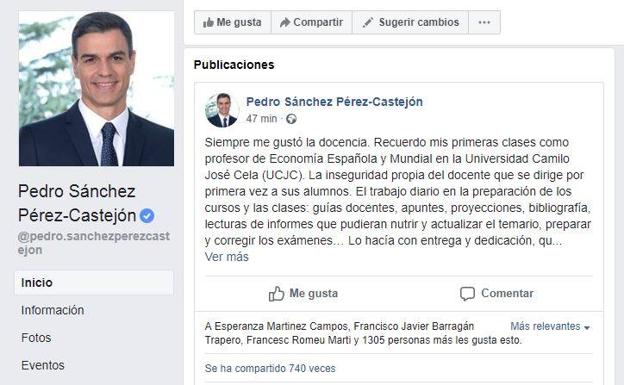 Me gusta Compartir Sugerir cambios ...
Publicaciones
Pedro Sánchez Pérez-Castejón
47 min ·
Siempre me gustó la docencia. Recuerdo mis primeras clases como
profesor de Economía Española y Mundial en la Universidad Camilo
José Cela (UCJC). La inseguridad propia del docente que se dirige por
primera vez a sus alumnos. El trabajo diario en la preparación de los
cursos y las clases: guías docentes, apuntes, proyecciones, bibliografía,
lecturas de informes que pudieran nutrir y actualizar el temario, preparar
y corregir los exámenes… Lo hacía con entrega y dedicación, qu...
Ver más
Me gusta Comentar
A Esperanza Martinez Campos, Francisco Javier Barragán
Trapero, Francesc Romeu Marti y 1305 personas más les gusta esto.
Más relevantes
Se ha compartido 740 veces
Pedro Sánchez
Pérez-Castejón
@pedro.sanchezperezcast
ejon
Inicio
Información
Fotos
Eventos